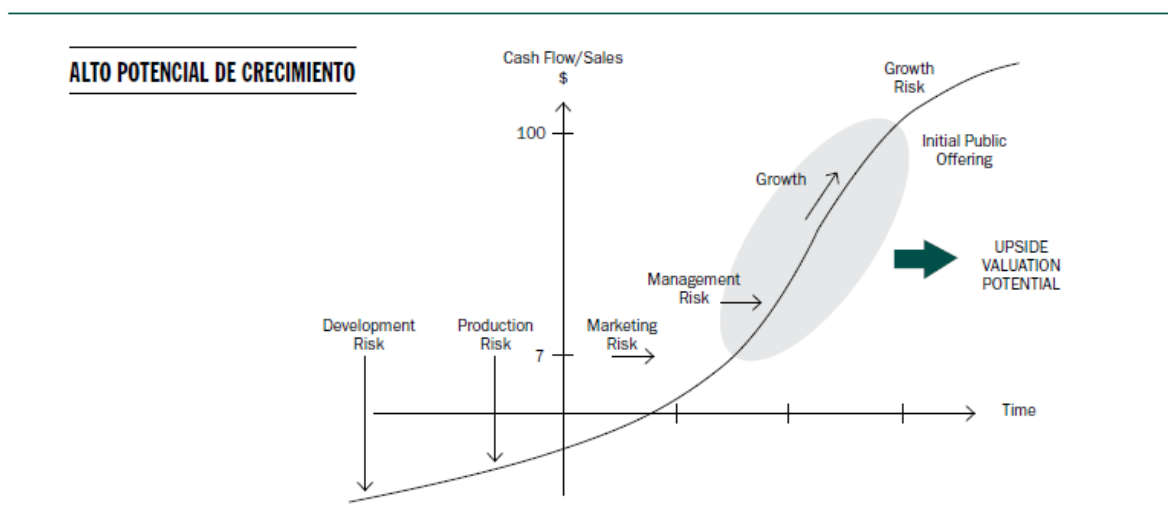 ALTO POTENCIAL DE CRECIMIENTO
Cash Flow/Sales
$
100
7
Development
Risk
Production
Risk
Marketing
Risk
Management
Risk
Growth
Growth
Risk
Initial Public
Offering
UPSIDE
VALUATION
POTENTIAL
Time